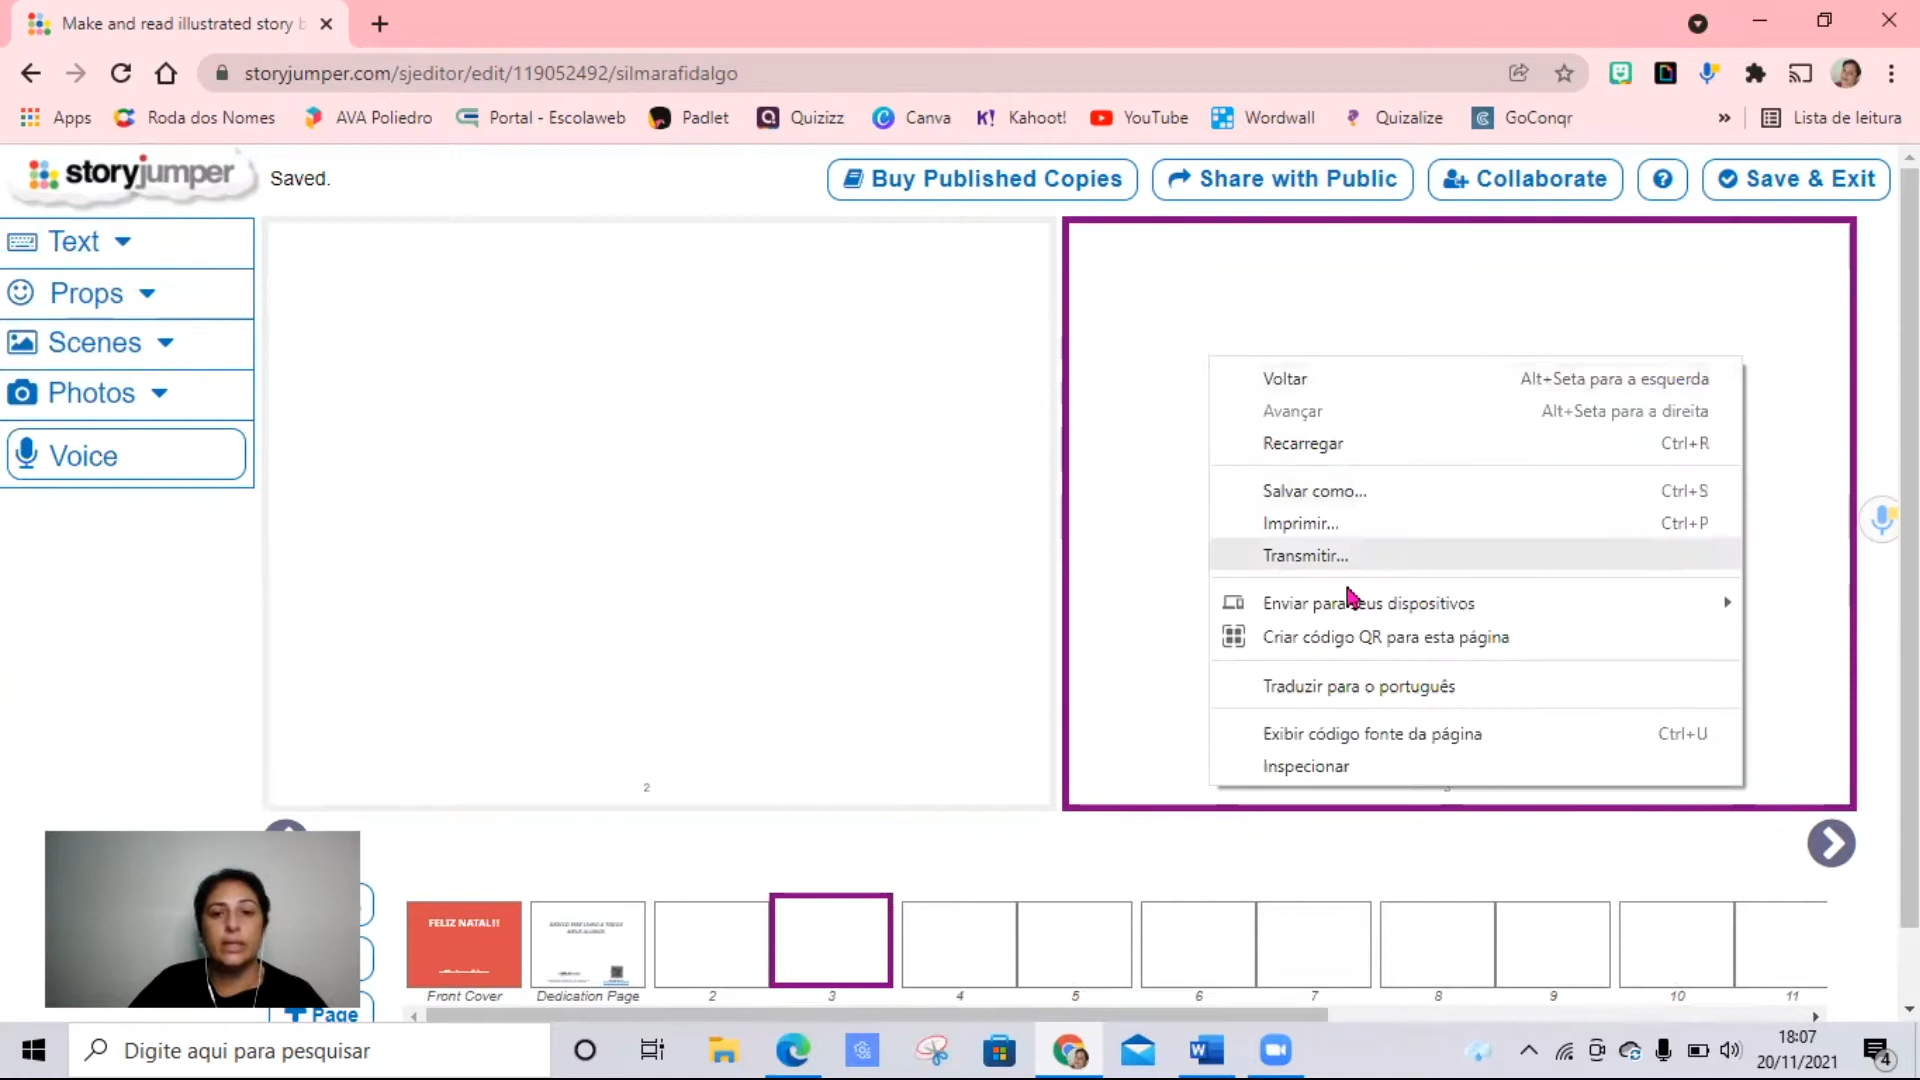 Make and read illustrated story b
storyjumper.com/sjeditor/edit/119052492/silmarafidalgo
Apps
Roda dos Nomes
AVA Poliedro
Portal - Escolaweb
Padlet
Quizizz
Canva
Kahoot!
YouTube
Wordwall
Quizalize
GoConqr
»
Lista de leitura
storyjumper
Saved.
Buy Published Copies
Share with Public
Collaborate
?
Save & Exit
Text
Props
Scenes
Photos
Voice
Voltar Alt+Seta para a esquerda
Avançar Alt+Seta para a direita
Recarregar Ctrl+R
Salvar como... Ctrl+S
Imprimir... Ctrl+P
Transmitir...
Enviar para seus dispositivos
Criar código QR para esta página
Traduzir para o português
Exibir código fonte da página Ctrl+U
Inspecionar
2
FELIZ NATAL!!
Front Cover
Dedication Page
2
3
4
5
6
7
8
9
10
11
Page
Digite aqui para pesquisar
18:07
20/11/2021
4